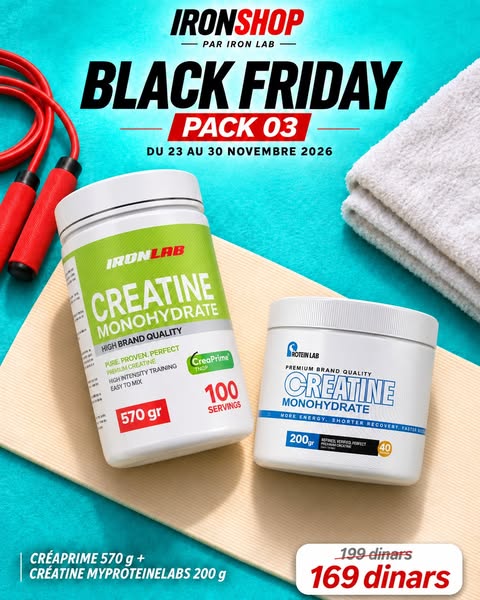 IRONSHOP
PAR IRON LAB
BLACK FRIDAY
PACK 03
DU 23 AU 30 NOVEMBRE 2026
IRONLAB
CREATINE
MONOHYDRATE
HIGH BRAND QUALITY
PURE. PROVEN. PERFECT
PREMIUM CREATINE
HIGH INTENSITY TRAINING
EASY TO MIX
CreaPrime
570 gr
100
SERVINGS
PROTEIN LAB
PREMIUM BRAND QUALITY
CREATINE
MONOHYDRATE
MORE ENERGY. SHORTER RECOVERY.
200gr
PREMIUM CREATINE
40
CRÉAPRIME 570 g +
CRÉATINE MYPROTEINELABS 200 g
199 dinars
169 dinars